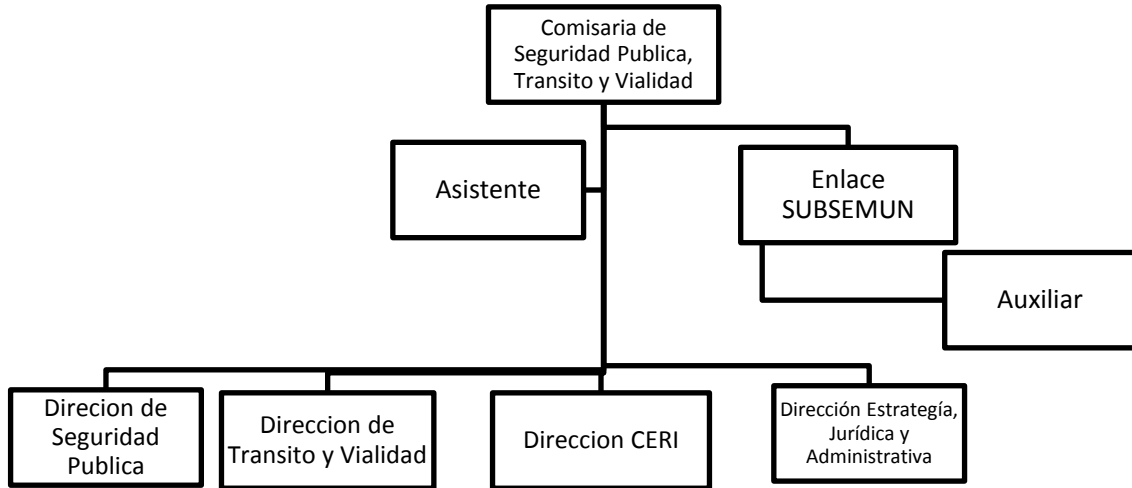 Comisaria de
Seguridad Publica,
Transito y Vialidad
Asistente
Enlace
SUBSEMUN
Auxiliar
Direcion de
Seguridad
Publica
Direccion de
Transito y Vialidad
Direccion CERI
Dirección Estrategía,
Jurídica y
Administrativa